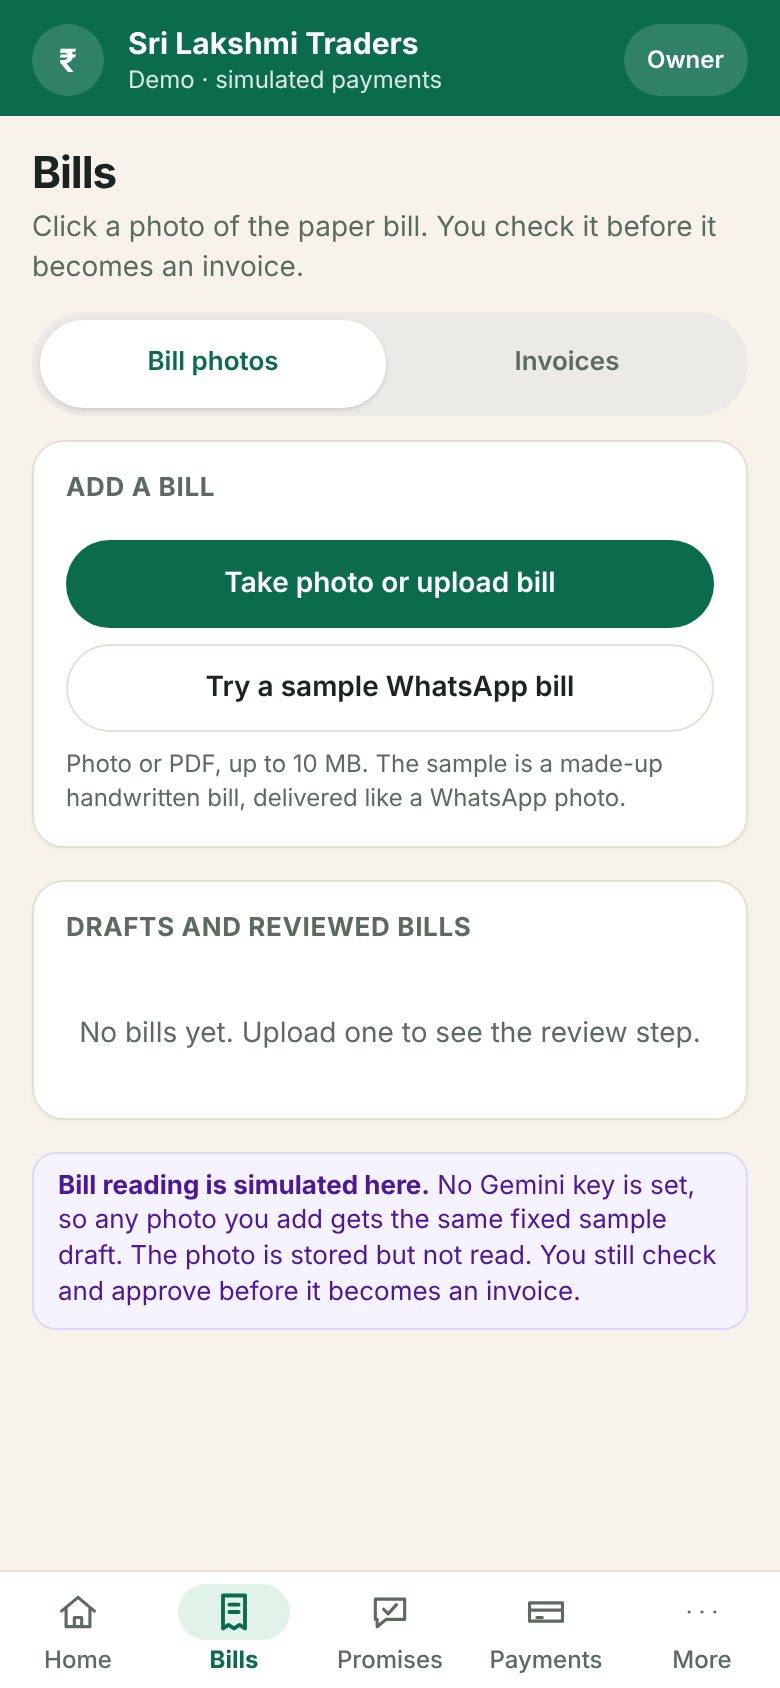 ₹
Sri Lakshmi Traders
Demo · simulated payments
Owner
Bills
Click a photo of the paper bill. You check it before it
becomes an invoice.
Bill photos
Invoices
ADD A BILL
Take photo or upload bill
Try a sample WhatsApp bill
Photo or PDF, up to 10 MB. The sample is a made-up
handwritten bill, delivered like a WhatsApp photo.
DRAFTS AND REVIEWED BILLS
No bills yet. Upload one to see the review step.
Bill reading is simulated here. No Gemini key is set,
so any photo you add gets the same fixed sample
draft. The photo is stored but not read. You still check
and approve before it becomes an invoice.
Home
Bills
Promises
Payments
More